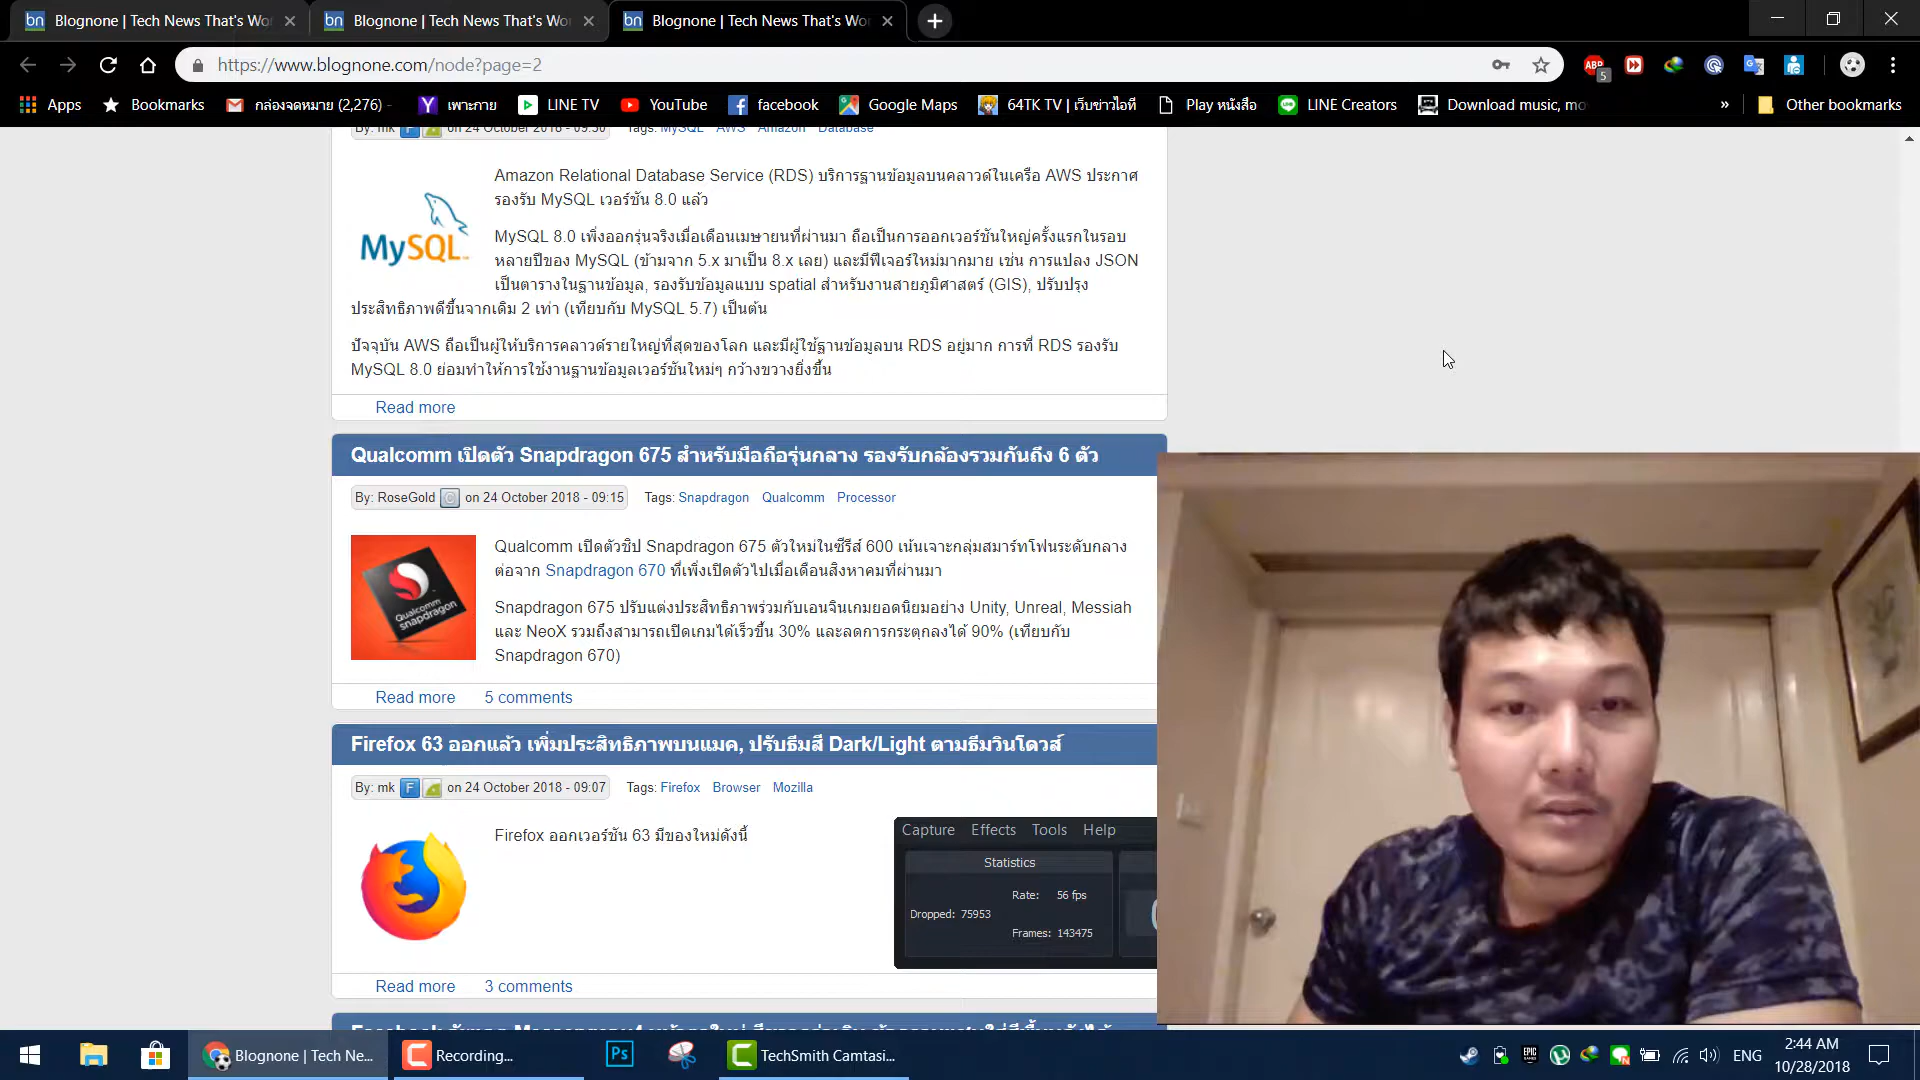 Blognone | Tech News That's Wo
Blognone | Tech News That's Wo
Blognone | Tech News That's Wo
https://www.blognone.com/node?page=2
ABP
5
Apps
Bookmarks
กล่องจดหมาย (2,276) -
เพาะกาย
LINE TV
YouTube
facebook
Google Maps
64TK TV | เว็บข่าวไอที
Play หนังสือ
LINE Creators
Download music, mo
»
Other bookmarks
By: mk on 24 October 2018 - 09:30 Tags: MySQL AWS Amazon Database
MySQL
Amazon Relational Database Service (RDS) บริการฐานข้อมูลบนคลาวด์ในเครือ AWS ประกาศ
รองรับ MySQL เวอร์ชัน 8.0 แล้ว
MySQL 8.0 เพิ่งออกรุ่นจริงเมื่อเดือนเมษายนที่ผ่านมา ถือเป็นการออกเวอร์ชันใหญ่ครั้งแรกในรอบ
หลายปีของ MySQL (ข้ามจาก 5.x มาเป็น 8.x เลย) และมีฟีเจอร์ใหม่มากมาย เช่น การแปลง JSON
เป็นตารางในฐานข้อมูล, รองรับข้อมูลแบบ spatial สำหรับงานสายภูมิศาสตร์ (GIS), ปรับปรุง
ประสิทธิภาพดีขึ้นจากเดิม 2 เท่า (เทียบกับ MySQL 5.7) เป็นต้น
ปัจจุบัน AWS ถือเป็นผู้ให้บริการคลาวด์รายใหญ่ที่สุดของโลก และมีผู้ใช้ฐานข้อมูลบน RDS อยู่มาก การที่ RDS รองรับ
MySQL 8.0 ย่อมทำให้การใช้งานฐานข้อมูลเวอร์ชันใหม่ๆ กว้างขวางยิ่งขึ้น
Read more
Qualcomm เปิดตัว Snapdragon 675 สำหรับมือถือรุ่นกลาง รองรับกล้องรวมกันถึง 6 ตัว
By: RoseGold C on 24 October 2018 - 09:15 Tags: Snapdragon Qualcomm Processor
Qualcomm
snapdragon
Qualcomm เปิดตัวชิป Snapdragon 675 ตัวใหม่ในซีรีส์ 600 เน้นเจาะกลุ่มสมาร์ทโฟนระดับกลาง
ต่อจาก Snapdragon 670 ที่เพิ่งเปิดตัวไปเมื่อเดือนสิงหาคมที่ผ่านมา
Snapdragon 675 ปรับแต่งประสิทธิภาพร่วมกับเอนจินเกมยอดนิยมอย่าง Unity, Unreal, Messiah
และ NeoX รวมถึงสามารถเปิดเกมได้เร็วขึ้น 30% และลดการกระตุกลงได้ 90% (เทียบกับ
Snapdragon 670)
Read more 5 comments
Firefox 63 ออกแล้ว เพิ่มประสิทธิภาพบนแมค, ปรับธีมสี Dark/Light ตามธีมวินโดวส์
By: mk F on 24 October 2018 - 09:07 Tags: Firefox Browser Mozilla
Firefox ออกเวอร์ชัน 63 มีของใหม่ดังนี้
Capture Effects Tools Help
Statistics
Rate: 56 fps
Dropped: 75953
Frames: 143475
Read more 3 comments
Blognone | Tech Ne...
Recording...
Ps
TechSmith Camtasi...
ENG
2:44 AM
10/28/2018